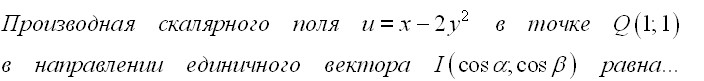 Производная скалярного поля u = x − 2y² в точке Q(1;1)
в направлении единичного вектора I(cos α; cos β) равна...